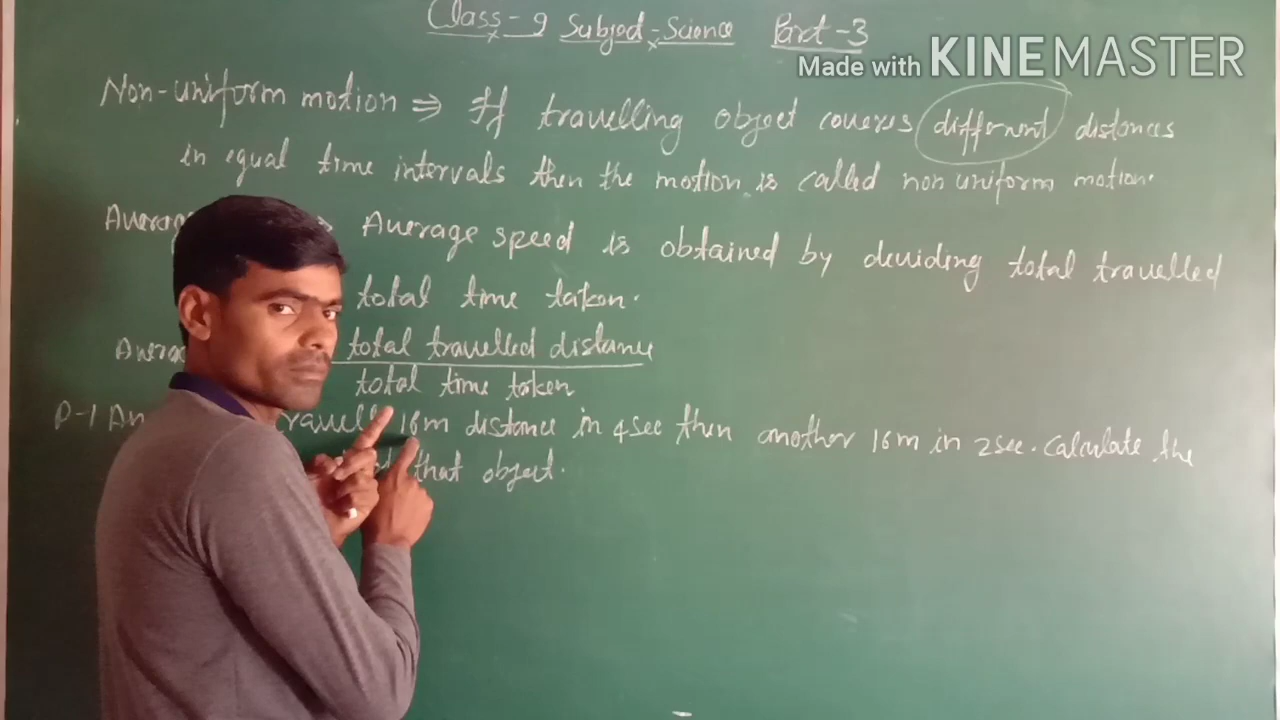 Class-9 Subject-Science Part-3
Made with KINEMASTER
Non-uniform motion ⇒ If travelling object covers different distances
in equal time intervals then the motion is called non uniform motion.
Average speed is obtained by deviding total travelled
total time taken.
total travelled distance
total time taken
P-1 An 16m distance in 4sec then another 16m in 2sec. Calculate the
that object.